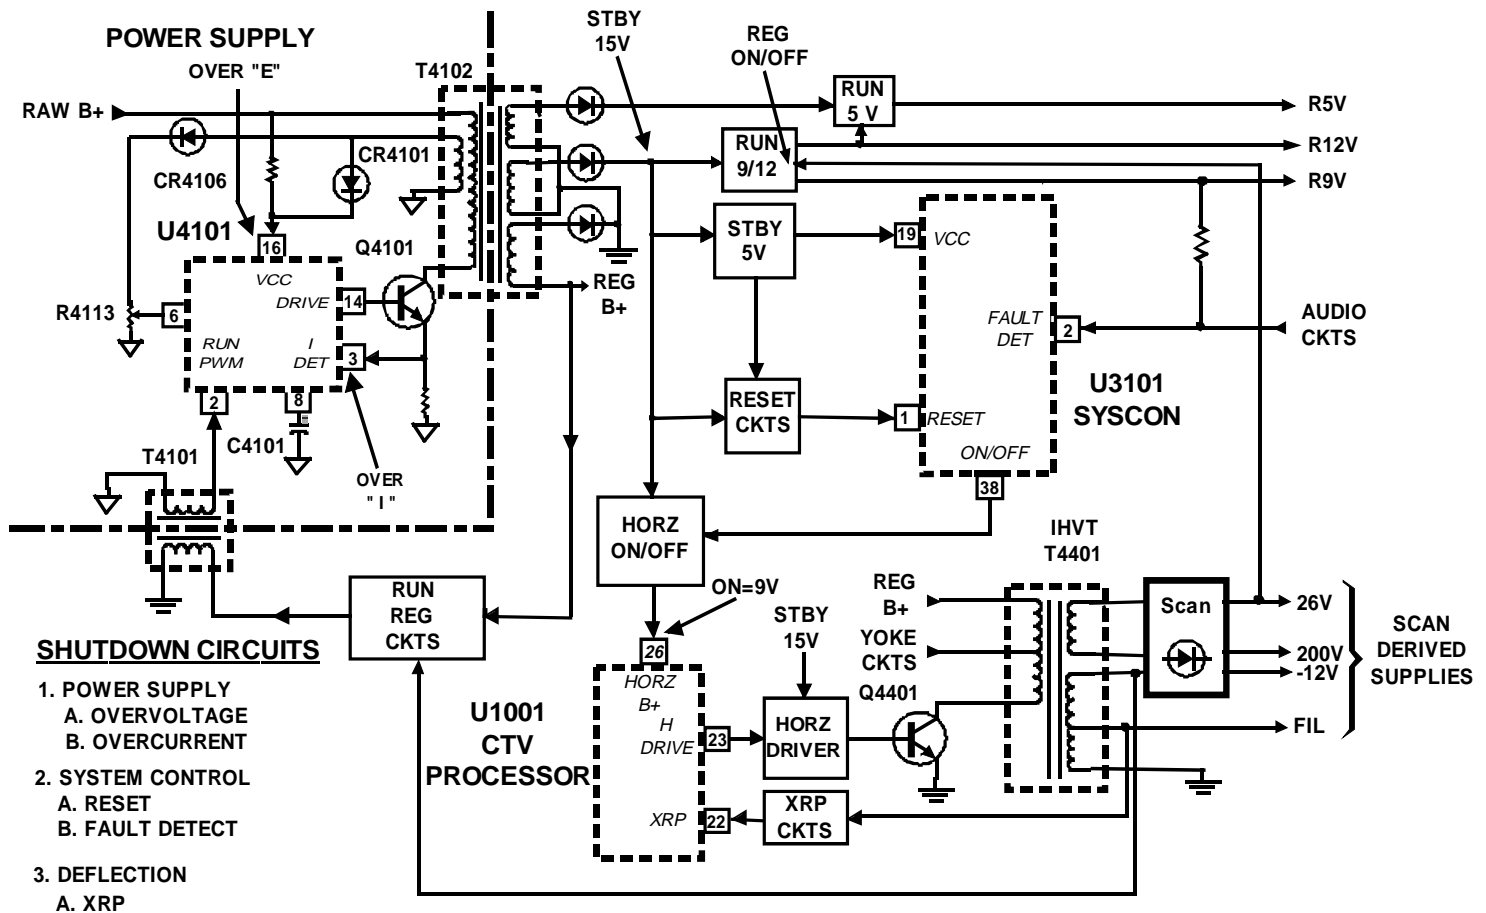 POWER SUPPLY
OVER "E"
RAW B+
CR4106
CR4101
T4102
U4101
16
VCC
Q4101
DRIVE
14
R4113
6
RUN
PWM
I
DET
3
2
8
C4101
T4101
OVER
" I "
STBY
15V
REG
ON/OFF
RUN
5 V
R5V
RUN
9/12
R12V
R9V
REG
B+
STBY
5V
19
VCC
FAULT
DET
2
AUDIO
CKTS
U3101
SYSCON
RESET
CKTS
1
RESET
ON/OFF
38
HORZ
ON/OFF
ON=9V
RUN
REG
CKTS
26
HORZ
B+
H
DRIVE
23
XRP
22
U1001
CTV
PROCESSOR
STBY
15V
HORZ
DRIVER
XRP
CKTS
Q4401
REG
B+
YOKE
CKTS
IHVT
T4401
Scan
26V
200V
-12V
FIL
SCAN
DERIVED
SUPPLIES
SHUTDOWN CIRCUITS
1. POWER SUPPLY
A. OVERVOLTAGE
B. OVERCURRENT
2. SYSTEM CONTROL
A. RESET
B. FAULT DETECT
3. DEFLECTION
A. XRP